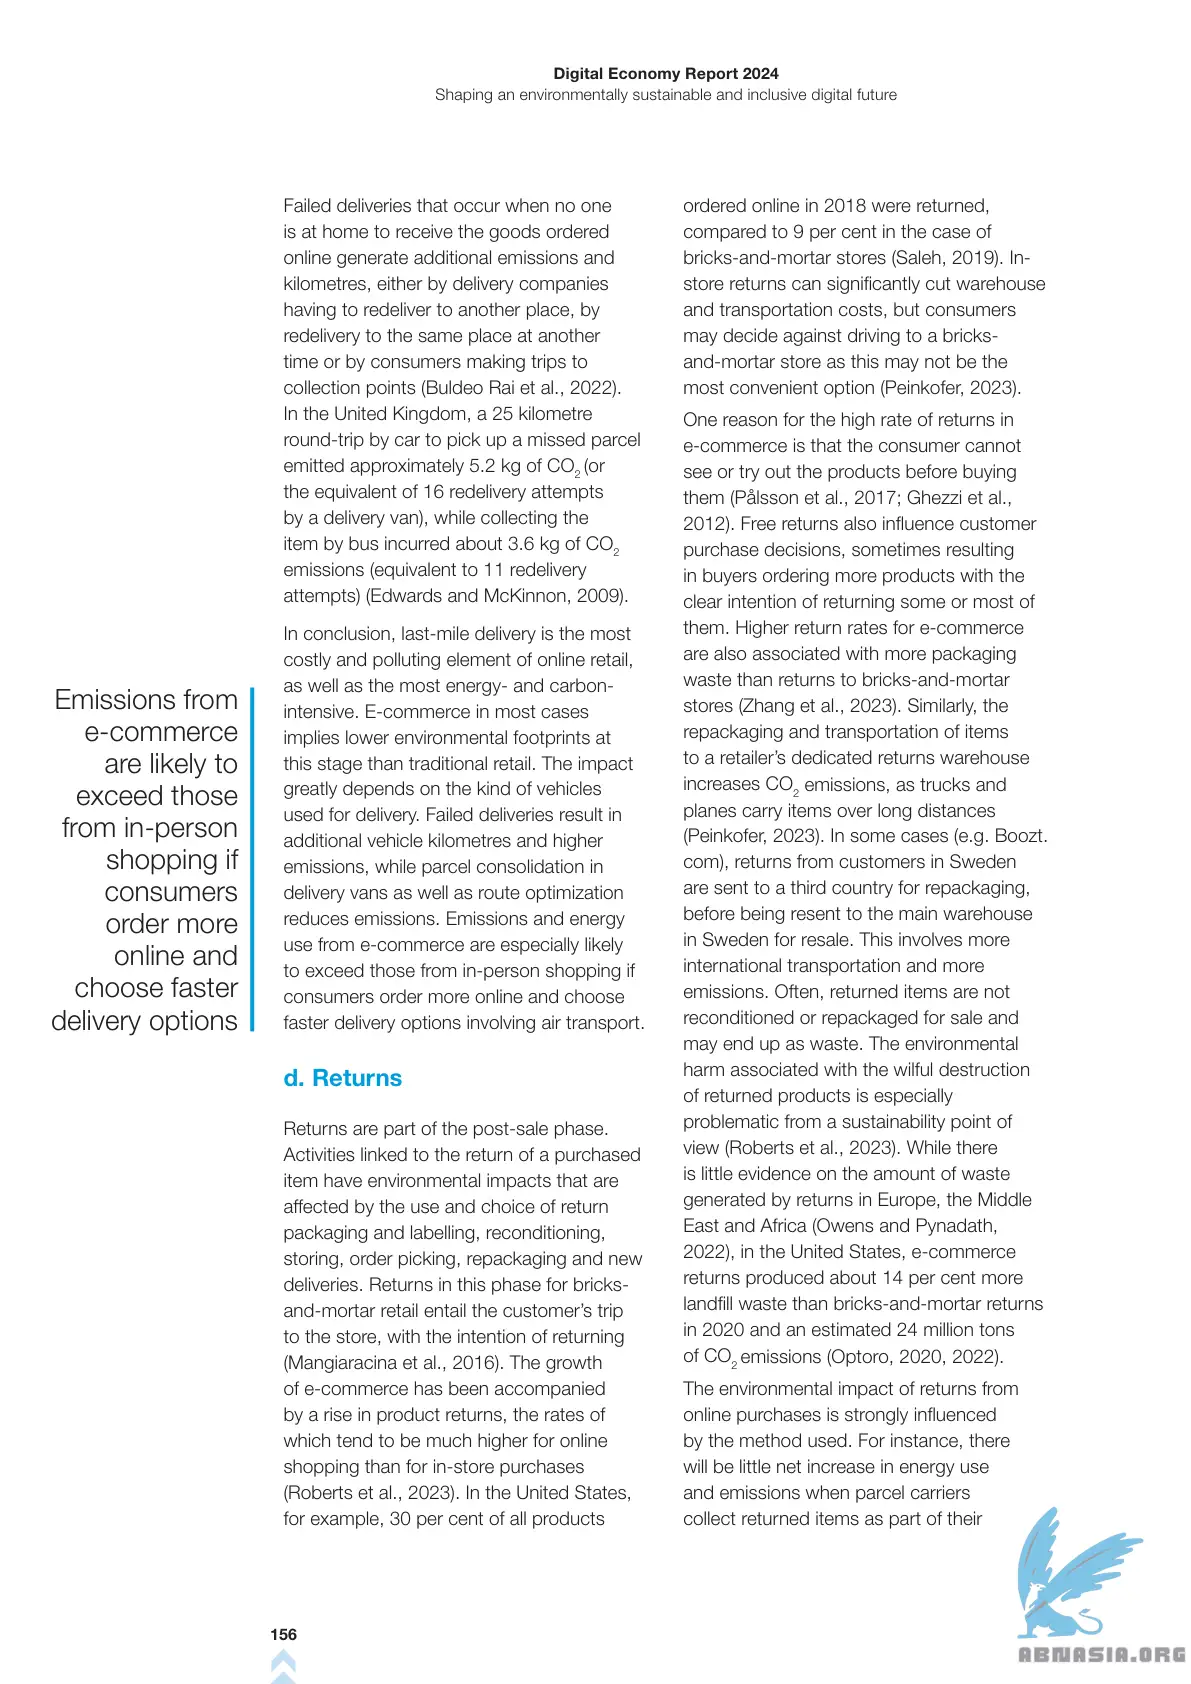 Digital Economy Report 2024
Shaping an environmentally sustainable and inclusive digital future
Emissions from
e-commerce
are likely to
exceed those
from in-person
shopping if
consumers
order more
online and
choose faster
delivery options
Failed deliveries that occur when no one
is at home to receive the goods ordered
online generate additional emissions and
kilometres, either by delivery companies
having to redeliver to another place, by
redelivery to the same place at another
time or by consumers making trips to
collection points (Buldeo Rai et al., 2022).
In the United Kingdom, a 25 kilometre
round-trip by car to pick up a missed parcel
emitted approximately 5.2 kg of CO2 (or
the equivalent of 16 redelivery attempts
by a delivery van), while collecting the
item by bus incurred about 3.6 kg of CO2
emissions (equivalent to 11 redelivery
attempts) (Edwards and McKinnon, 2009).
In conclusion, last-mile delivery is the most
costly and polluting element of online retail,
as well as the most energy- and carbon-
intensive. E-commerce in most cases
implies lower environmental footprints at
this stage than traditional retail. The impact
greatly depends on the kind of vehicles
used for delivery. Failed deliveries result in
additional vehicle kilometres and higher
emissions, while parcel consolidation in
delivery vans as well as route optimization
reduces emissions. Emissions and energy
use from e-commerce are especially likely
to exceed those from in-person shopping if
consumers order more online and choose
faster delivery options involving air transport.
d. Returns
Returns are part of the post-sale phase.
Activities linked to the return of a purchased
item have environmental impacts that are
affected by the use and choice of return
packaging and labelling, reconditioning,
storing, order picking, repackaging and new
deliveries. Returns in this phase for bricks-
and-mortar retail entail the customer's trip
to the store, with the intention of returning
(Mangiaracina et al., 2016). The growth
of e-commerce has been accompanied
by a rise in product returns, the rates of
which tend to be much higher for online
shopping than for in-store purchases
(Roberts et al., 2023). In the United States,
for example, 30 per cent of all products
ordered online in 2018 were returned,
compared to 9 per cent in the case of
bricks-and-mortar stores (Saleh, 2019). In-
store returns can significantly cut warehouse
and transportation costs, but consumers
may decide against driving to a bricks-
and-mortar store as this may not be the
most convenient option (Peinkofer, 2023).
One reason for the high rate of returns in
e-commerce is that the consumer cannot
see or try out the products before buying
them (Pålsson et al., 2017; Ghezzi et al.,
2012). Free returns also influence customer
purchase decisions, sometimes resulting
in buyers ordering more products with the
clear intention of returning some or most of
them. Higher return rates for e-commerce
are also associated with more packaging
waste than returns to bricks-and-mortar
stores (Zhang et al., 2023). Similarly, the
repackaging and transportation of items
to a retailer's dedicated returns warehouse
increases CO2 emissions, as trucks and
planes carry items over long distances
(Peinkofer, 2023). In some cases (e.g. Boozt.
com), returns from customers in Sweden
are sent to a third country for repackaging,
before being resent to the main warehouse
in Sweden for resale. This involves more
international transportation and more
emissions. Often, returned items are not
reconditioned or repackaged for sale and
may end up as waste. The environmental
harm associated with the wilful destruction
of returned products is especially
problematic from a sustainability point of
view (Roberts et al., 2023). While there
is little evidence on the amount of waste
generated by returns in Europe, the Middle
East and Africa (Owens and Pynadath,
2022), in the United States, e-commerce
returns produced about 14 per cent more
landfill waste than bricks-and-mortar returns
in 2020 and an estimated 24 million tons
of CO2 emissions (Optoro, 2020, 2022).
The environmental impact of returns from
online purchases is strongly influenced
by the method used. For instance, there
will be little net increase in energy use
and emissions when parcel carriers
collect returned items as part of their
156
ABNASIA.ORG